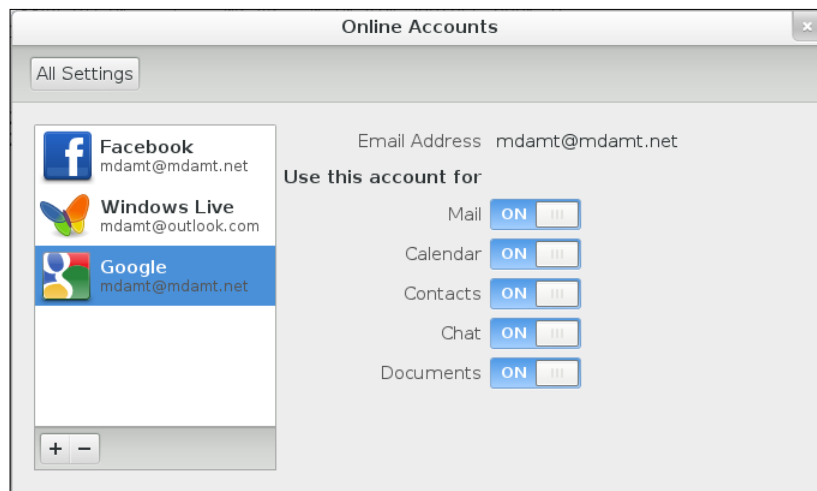 Online Accounts
All Settings
Facebook
mdamt@mdamt.net
Windows Live
mdamt@outlook.com
Google
mdamt@mdamt.net
Email Address mdamt@mdamt.net
Use this account for
Mail ON
Calendar ON
Contacts ON
Chat ON
Documents ON